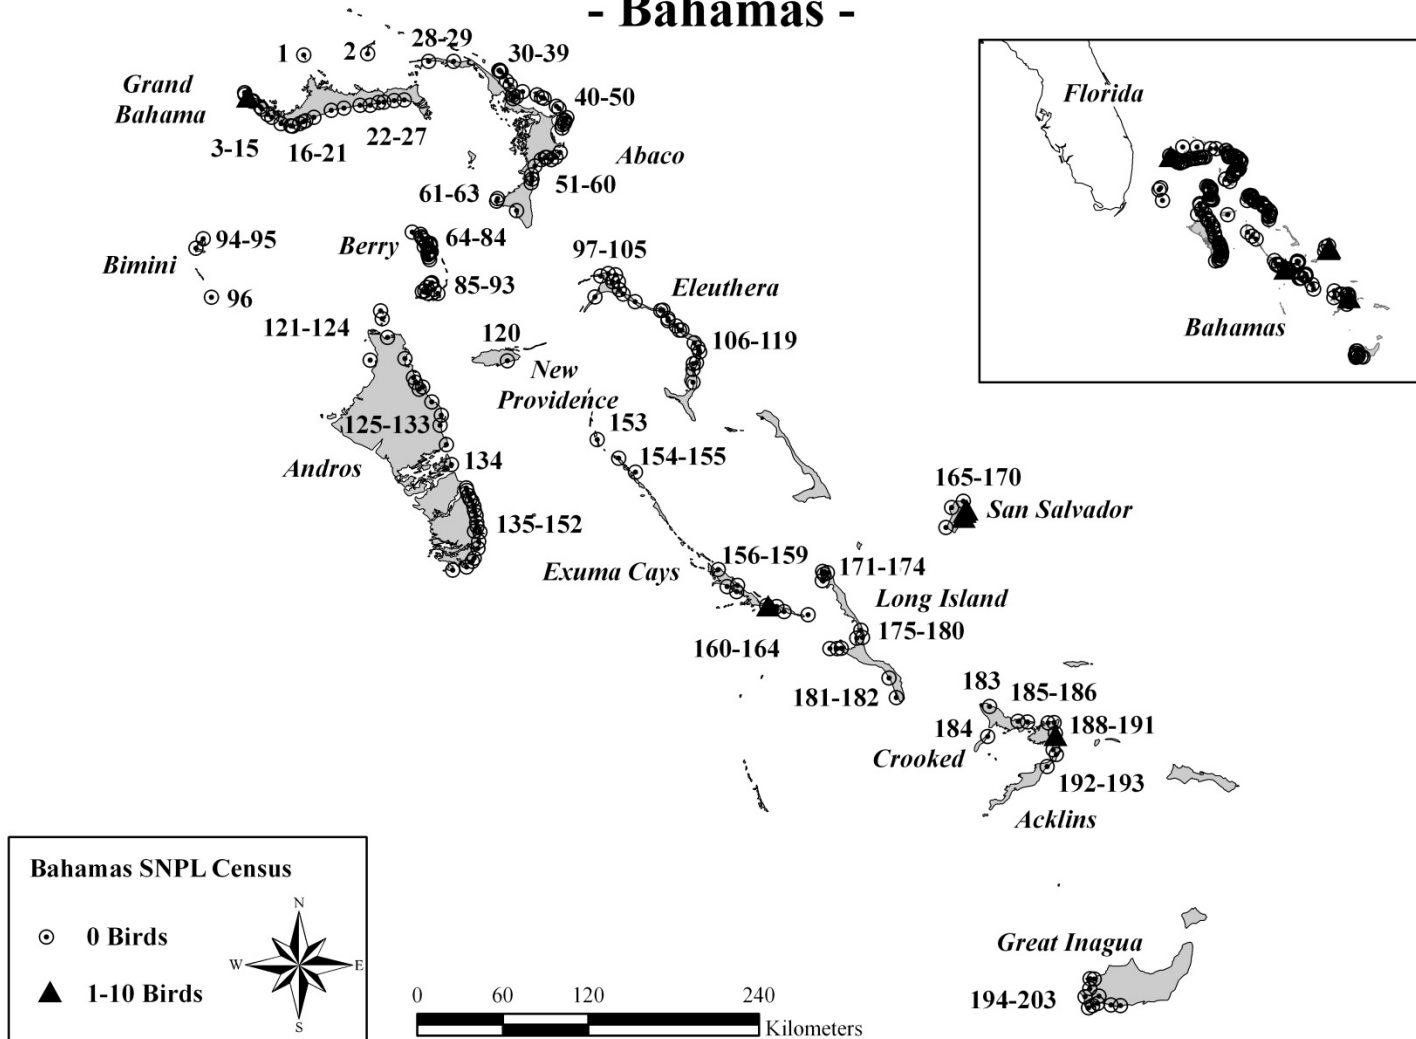 - Bahamas -
1
2
28-29
30-39
Grand
Bahama
40-50
3-15
16-21
22-27
Abaco
61-63
51-60
94-95
Bimini
96
Berry
64-84
85-93
97-105
Eleuthera
121-124
120
New
Providence
106-119
125-133
153
Andros
134
154-155
135-152
165-170
San Salvador
Exuma Cays
156-159
171-174
Long Island
160-164
175-180
181-182
183
185-186
184
188-191
Crooked
192-193
Acklins
Great Inagua
194-203
Florida
Bahamas
Bahamas SNPL Census
0 Birds
1-10 Birds
N
W
E
S
0 60 120 240
Kilometers